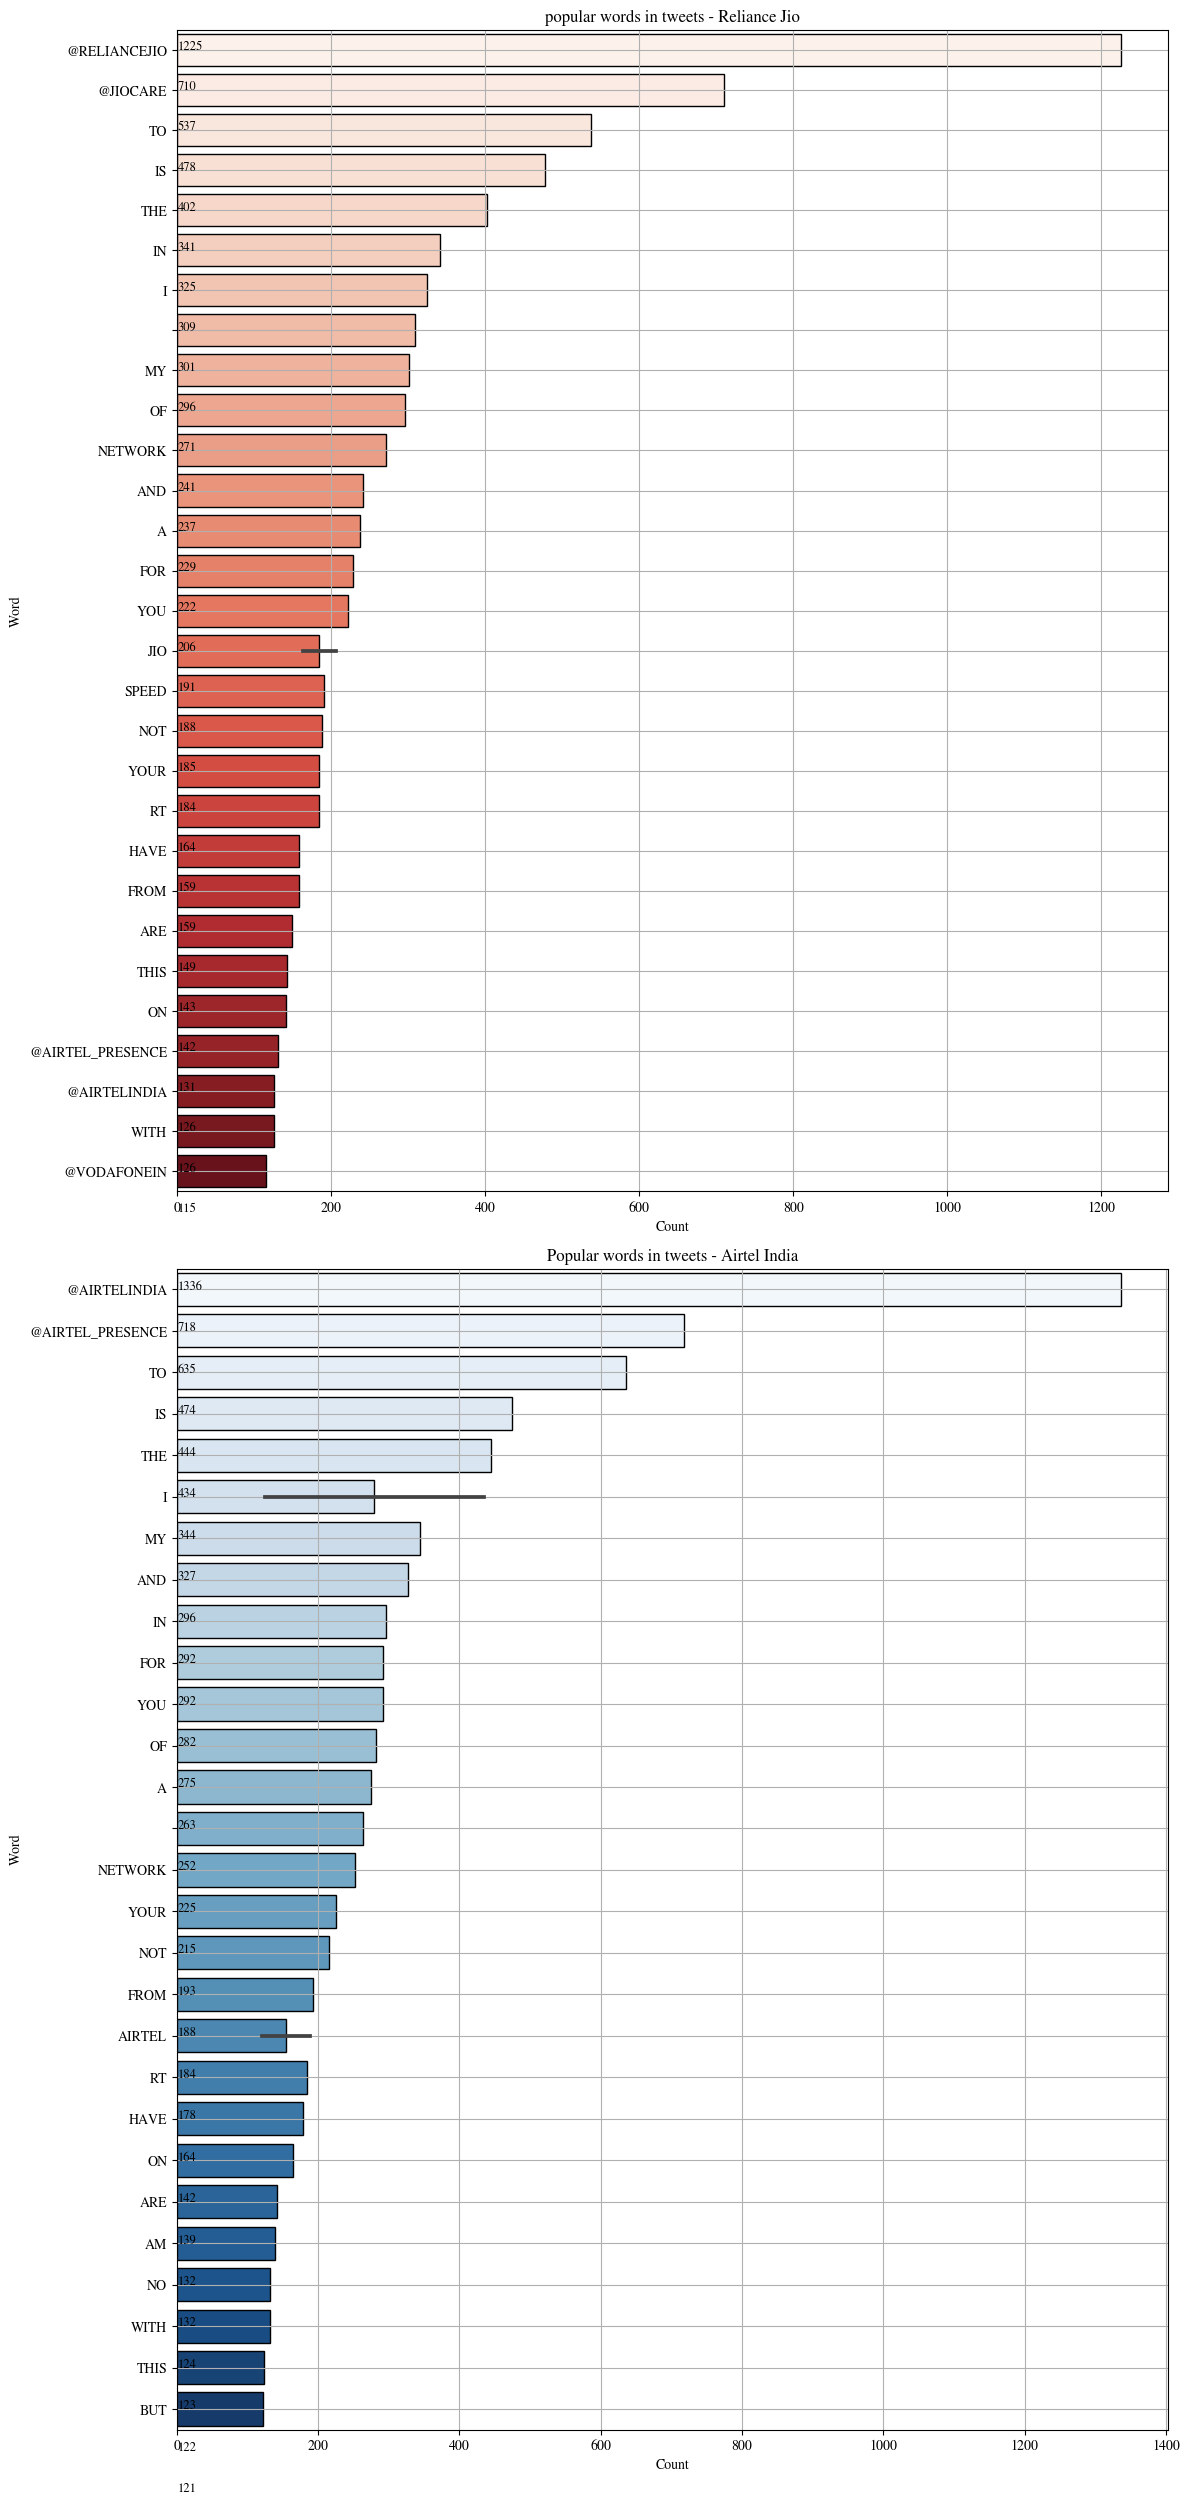 popular words in tweets - Reliance Jio
@RELIANCEJIO 1225
@JIOCARE 710
TO 537
IS 478
THE 402
IN 341
I 325
309
MY 301
OF 296
NETWORK 271
AND 241
A 237
FOR 229
YOU 222
JIO 206
SPEED 191
NOT 188
YOUR 185
RT 184
HAVE 164
FROM 159
ARE 159
THIS 149
ON 143
@AIRTEL_PRESENCE 142
@AIRTELINDIA 131
WITH 126
@VODAFONEIN 126
Word
0 115 200 400 600 800 1000 1200
Count
Popular words in tweets - Airtel India
@AIRTELINDIA 1336
@AIRTEL_PRESENCE 718
TO 635
IS 474
THE 444
I 434
MY 344
AND 327
IN 296
FOR 292
YOU 292
OF 282
A 275
263
NETWORK 252
YOUR 225
NOT 215
FROM 193
AIRTEL 188
RT 184
HAVE 178
ON 164
ARE 142
AM 139
NO 132
WITH 132
THIS 124
BUT 123
Word
0 200 400 600 800 1000 1200 1400
122
Count
121